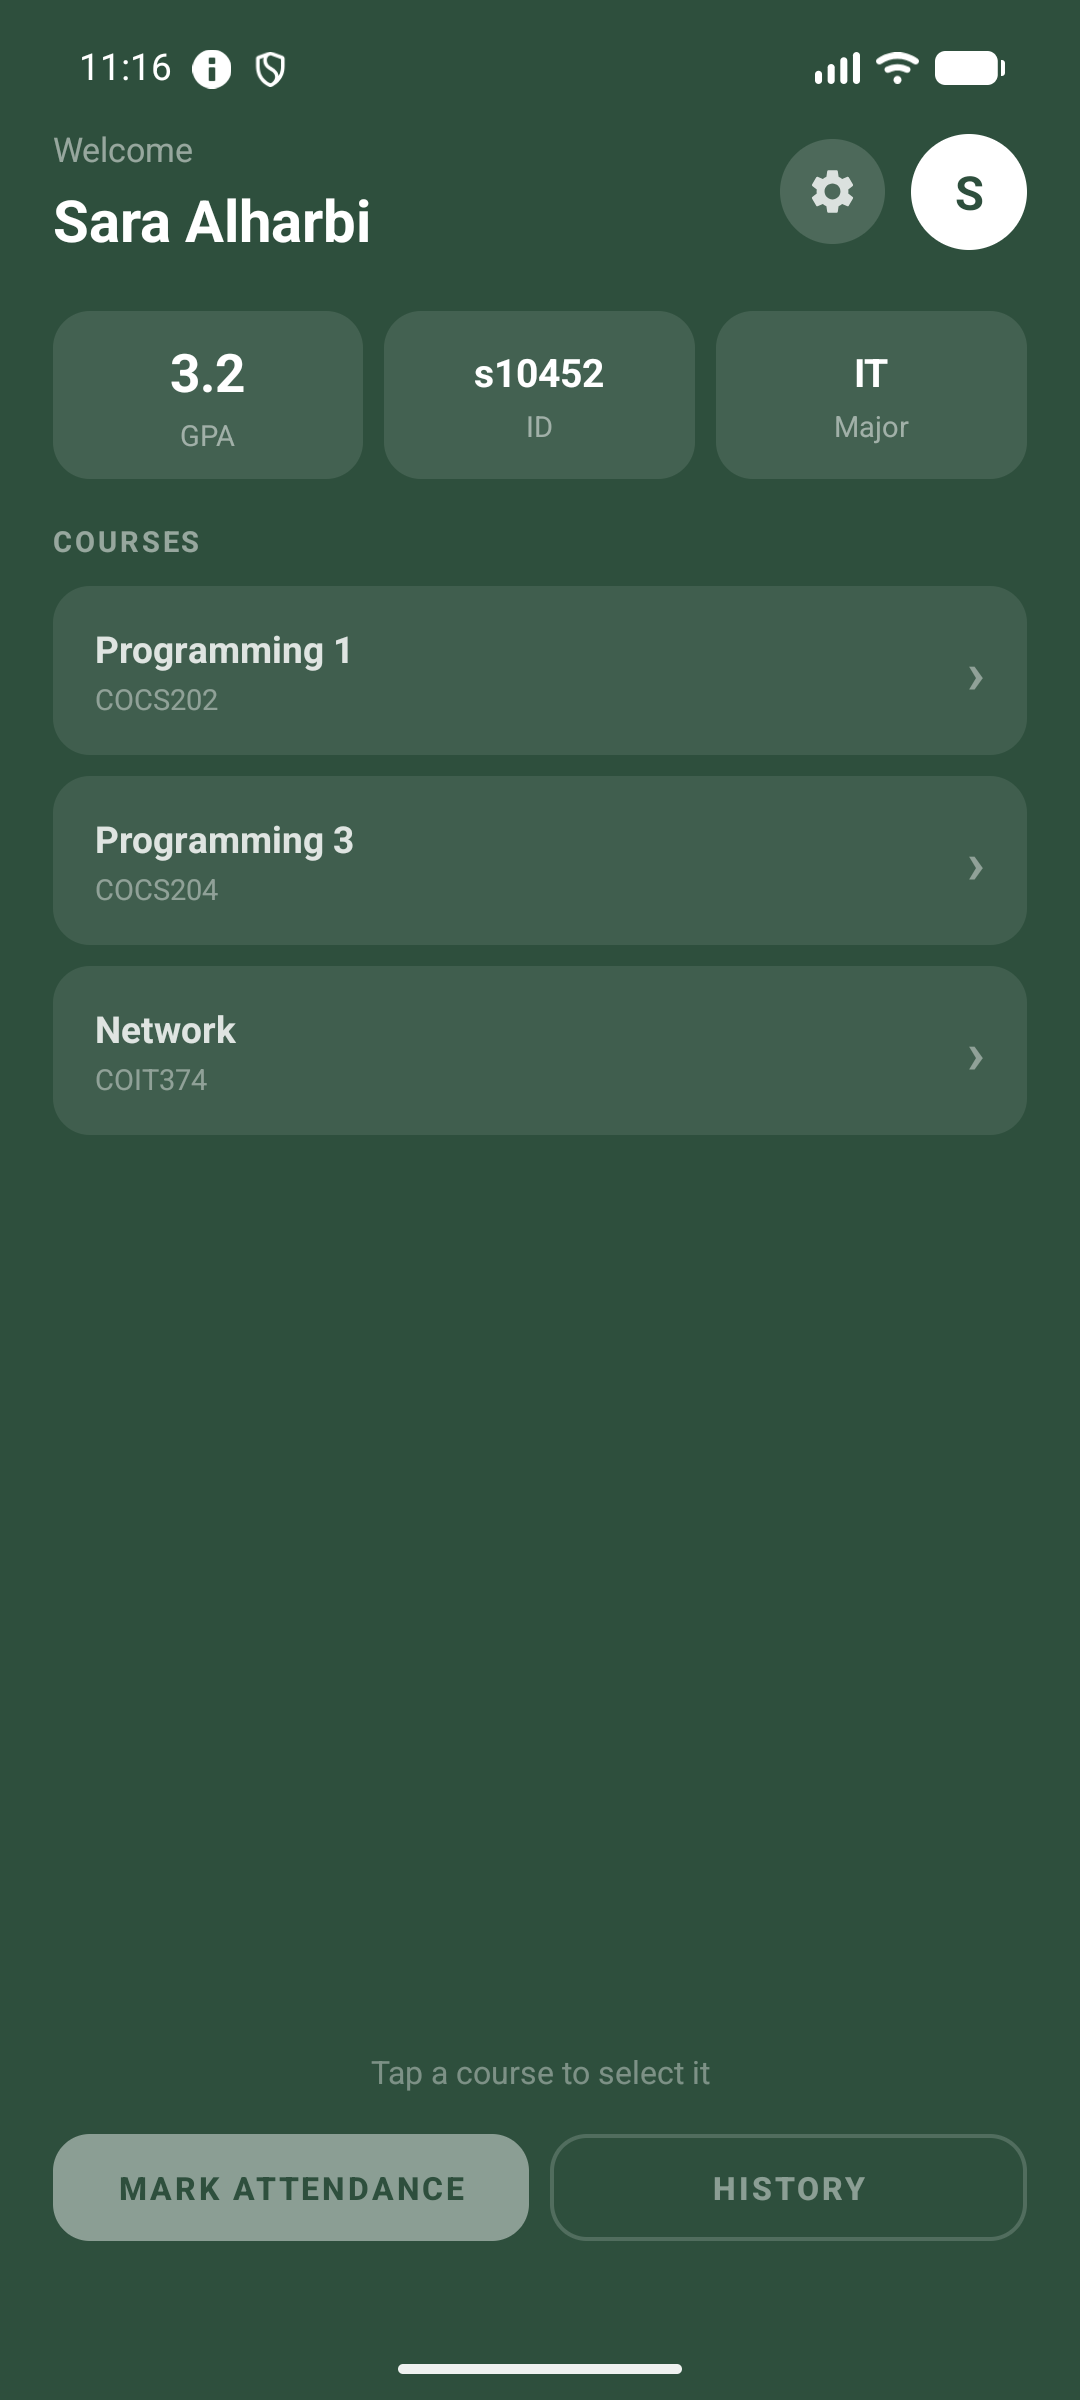 11:16
Welcome
Sara Alharbi
S
3.2
GPA
s10452
ID
IT
Major
COURSES
Programming 1
COCS202
Programming 3
COCS204
Network
COIT374
Tap a course to select it
MARK ATTENDANCE
HISTORY